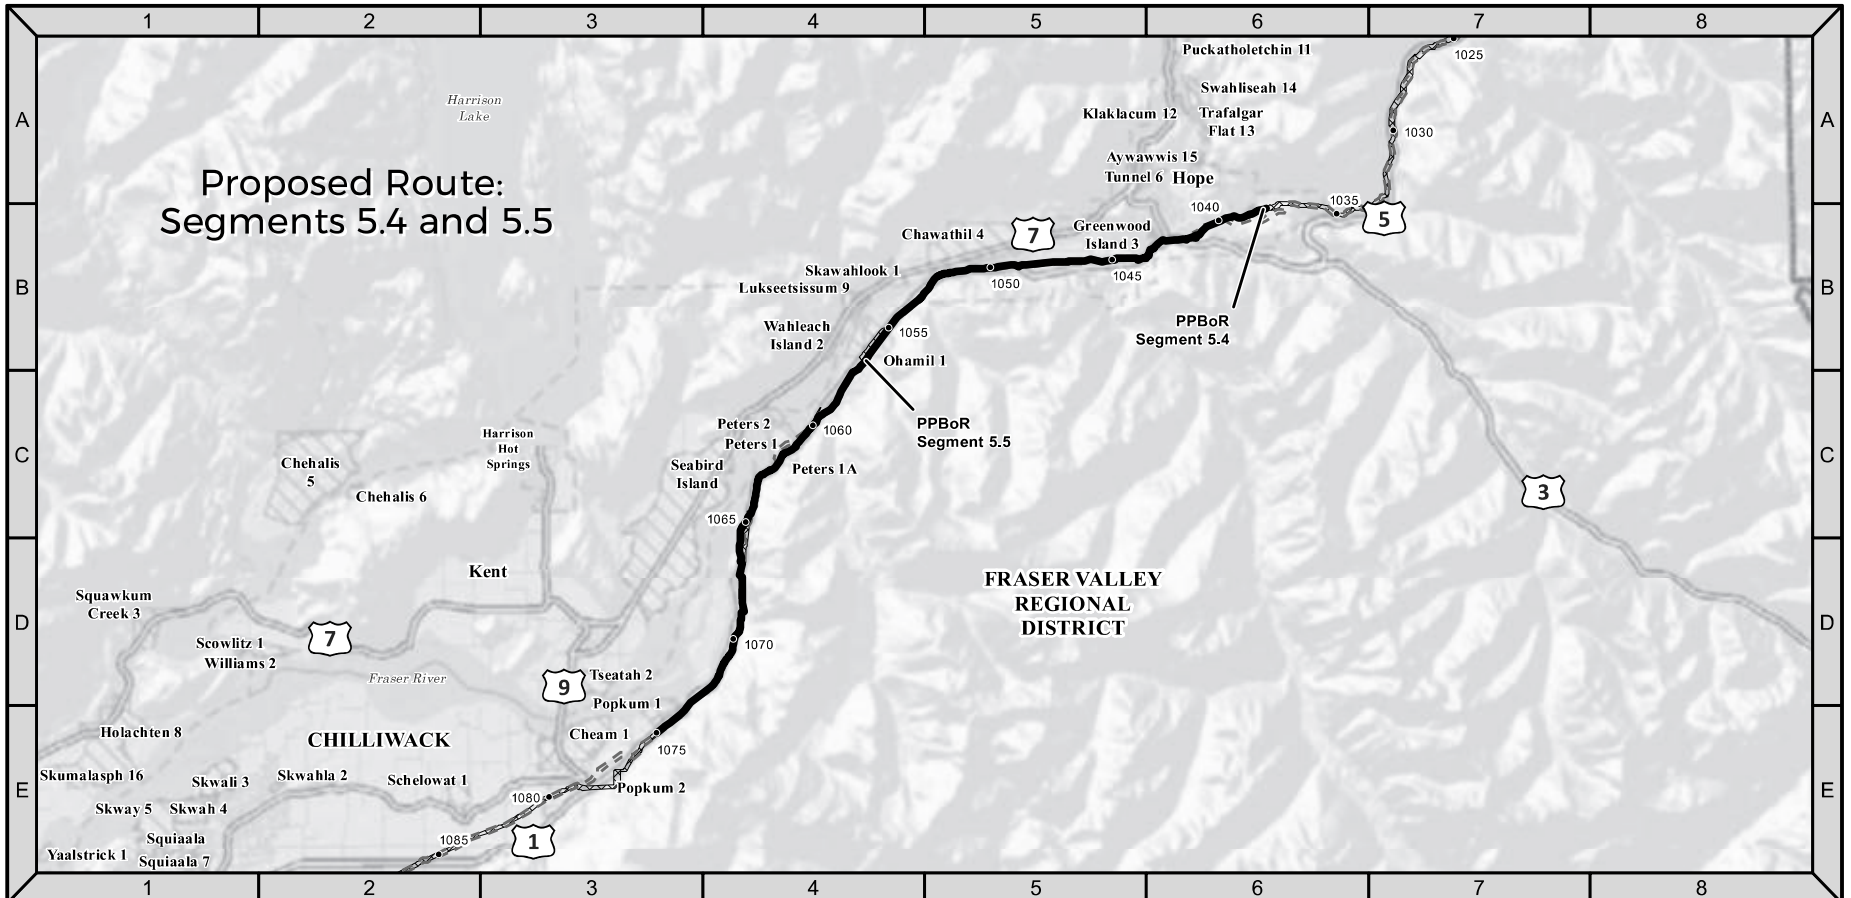 1 2 3 4 5 6 7 8
Puckatholetchin 11
1025
Harrison
Lake
Swahliseah 14
A
Klaklacum 12
Trafalgar
Flat 13
1030
A
Aywawwis 15
Tunnel 6
Hope
Proposed Route:
Segments 5.4 and 5.5
1035
1040
5
Chawathil 4
7
Greenwood
Island 3
Skawahlook 1
1045
Lukseetsissum 9
1050
B
B
Wahleach
Island 2
1055
PPBoR
Segment 5.4
Ohamil 1
Peters 2
Peters 1
1060
PPBoR
Segment 5.5
Harrison
Hot
Springs
C
Chehalis
5
Seabird
Island
Peters 1A
C
Chehalis 6
3
1065
Kent
FRASER VALLEY
REGIONAL
DISTRICT
Squawkum
Creek 3
D
D
7
Scowlitz 1
Williams 2
1070
Fraser River
9
Tseatah 2
Popkum 1
Holachten 8
CHILLIWACK
Cheam 1
1075
Skumalasph 16
Skwali 3
Skwahla 2
Schelowat 1
Popkum 2
E
E
Skway 5
Skwah 4
1080
Squiaala
1085
1
Yaalstrick 1
Squiaala 7
1 2 3 4 5 6 7 8